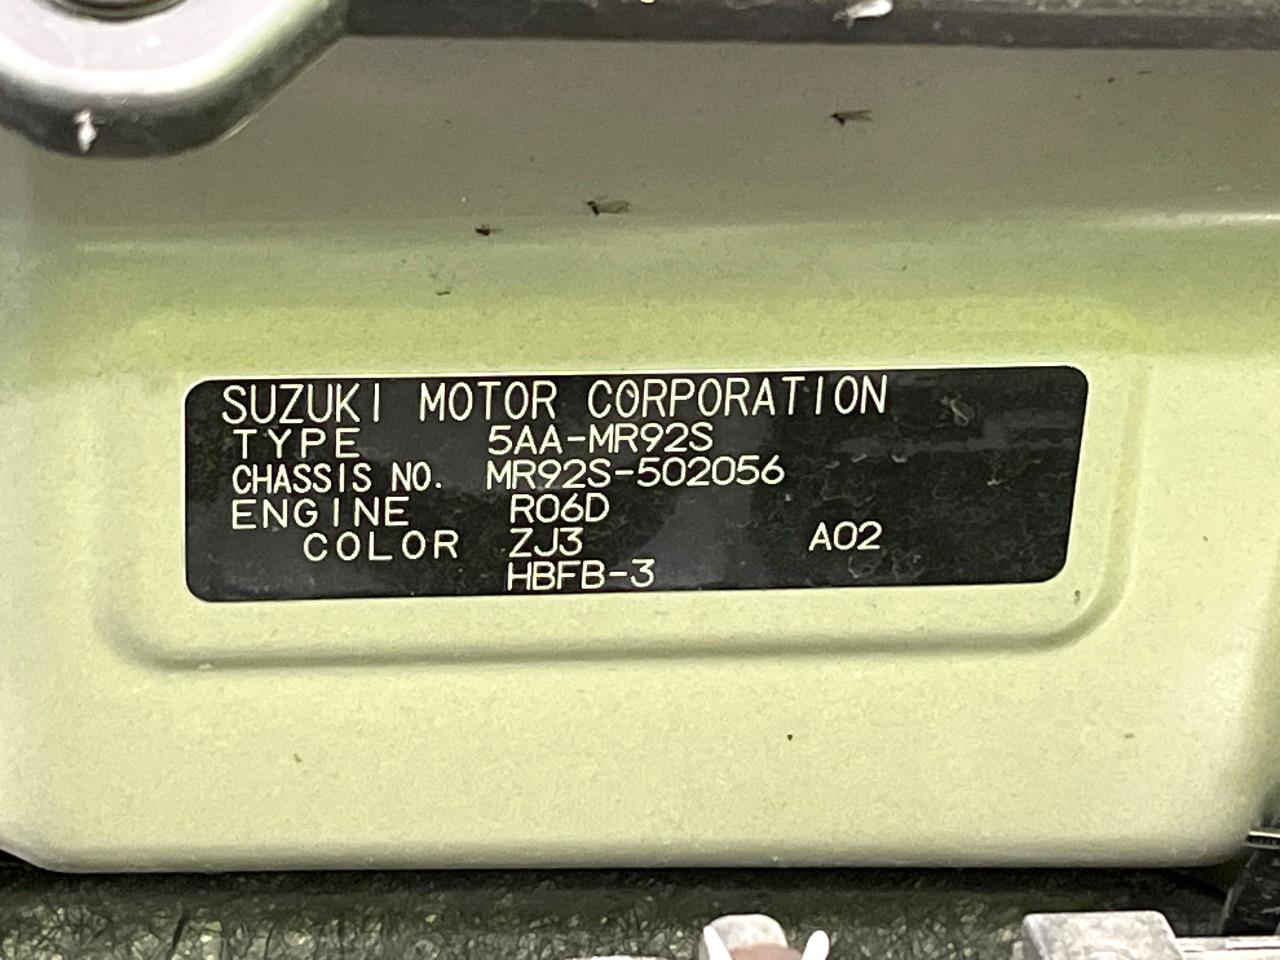 SUZUKI MOTOR CORPORATION
TYPE 5AA-MR92S
CHASSIS NO. MR92S-502056
ENGINE R06D
COLOR ZJ3 A02
HBFB-3